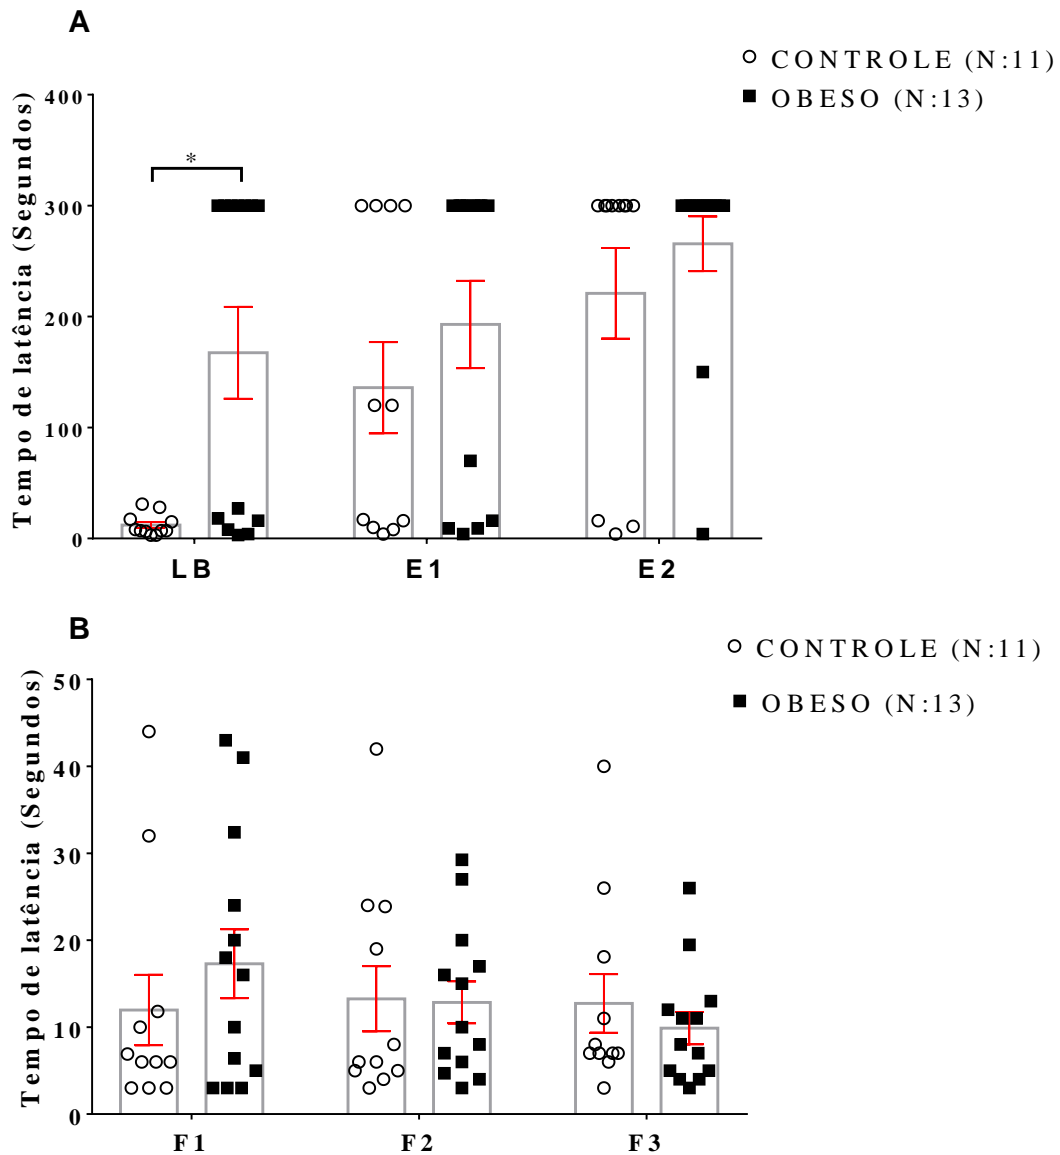 A
CONTROLE (N:11)
OBESO (N:13)
Tempo de latência (Segundos)
400
300
200
100
0
*
LB E1 E2
B
CONTROLE (N:11)
OBESO (N:13)
Tempo de latência (Segundos)
50
40
30
20
10
0
F1 F2 F3